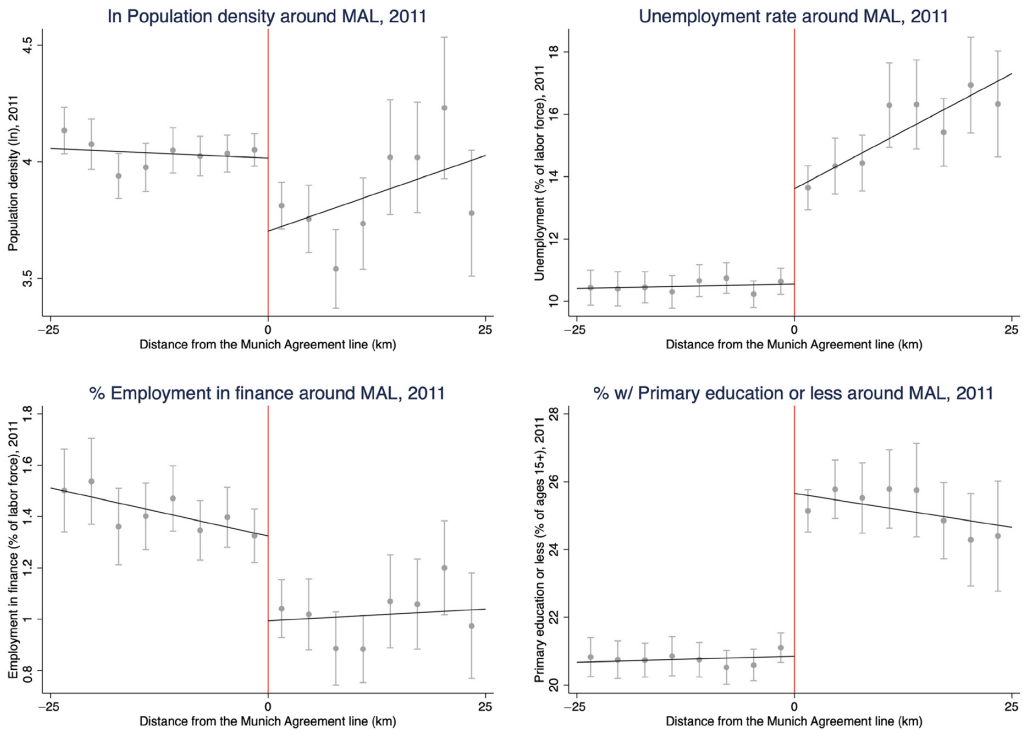 ln Population density around MAL, 2011
Population density (ln), 2011
4.5
4
3.5
−25
0
25
Distance from the Munich Agreement line (km)
Unemployment rate around MAL, 2011
Unemployment (% of labor force), 2011
18
16
14
12
10
−25
0
25
Distance from the Munich Agreement line (km)
% Employment in finance around MAL, 2011
Employment in finance (% of labor force), 2011
1.8
1.6
1.4
1.2
1
0.8
−25
0
25
Distance from the Munich Agreement line (km)
% w/ Primary education or less around MAL, 2011
Primary education or less (% of ages 15+), 2011
28
26
24
22
20
−25
0
25
Distance from the Munich Agreement line (km)